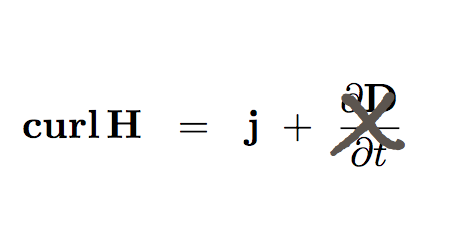 curl H = j + ∂D/∂t